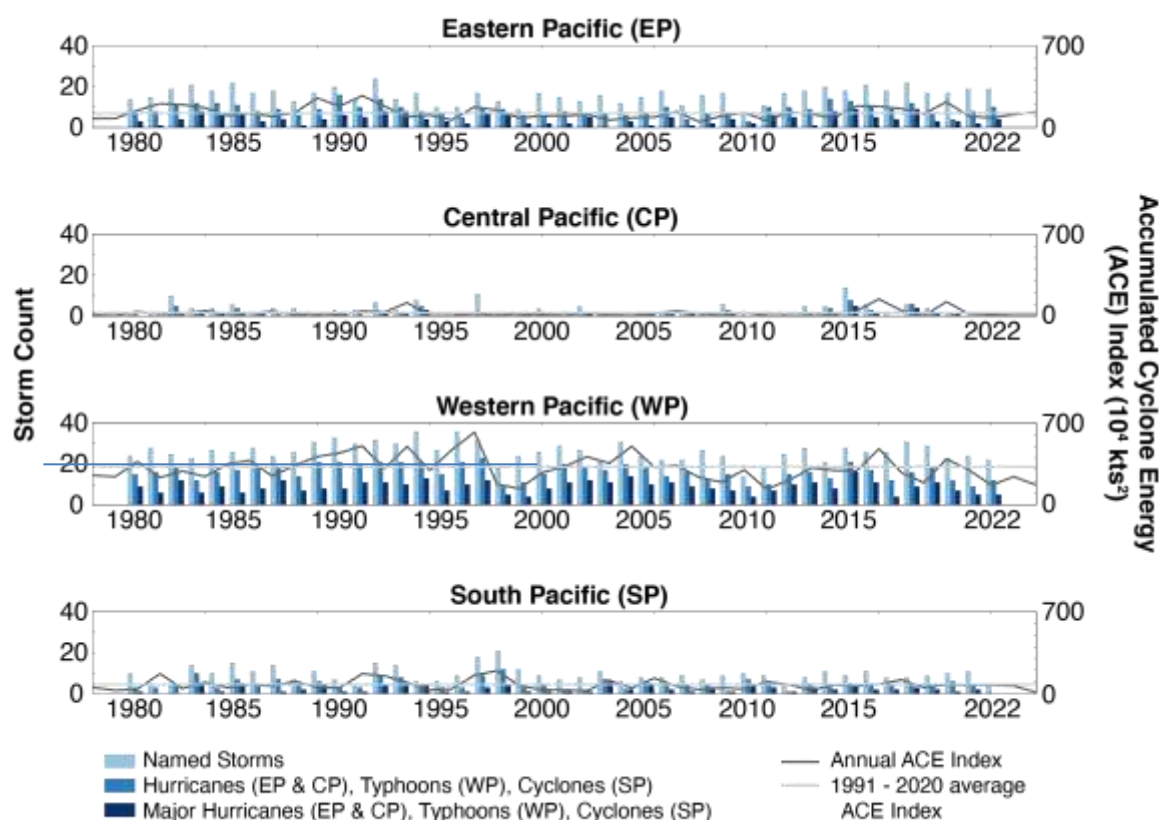 Eastern Pacific (EP)
40 700
20
0 0
1980 1985 1990 1995 2000 2005 2010 2015 2022
Central Pacific (CP)
40 700
20
0 0
1980 1985 1990 1995 2000 2005 2010 2015 2022
Storm Count
Accumulated Cyclone Energy
(ACE) Index (10⁴ kts²)
Western Pacific (WP)
40 700
20
0 0
1980 1985 1990 1995 2000 2005 2010 2015 2022
South Pacific (SP)
40 700
20
0 0
1980 1985 1990 1995 2000 2005 2010 2015 2022
Named Storms
Hurricanes (EP & CP), Typhoons (WP), Cyclones (SP)
Major Hurricanes (EP & CP), Typhoons (WP), Cyclones (SP)
Annual ACE Index
1991 - 2020 average
ACE Index